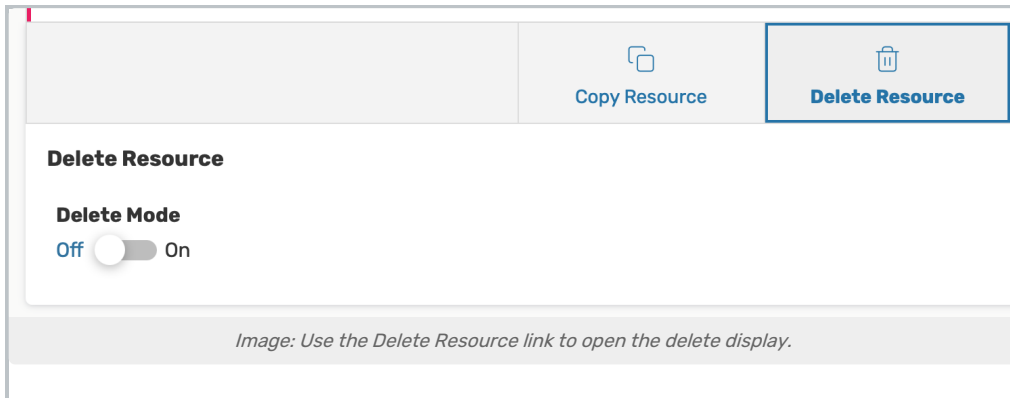 Copy Resource
Delete Resource
Delete Resource
Delete Mode
Off On
Image: Use the Delete Resource link to open the delete display.